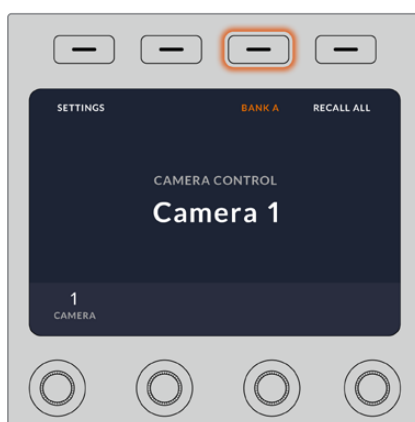 SETTINGS BANK A RECALL ALL
CAMERA CONTROL
Camera 1
1
CAMERA